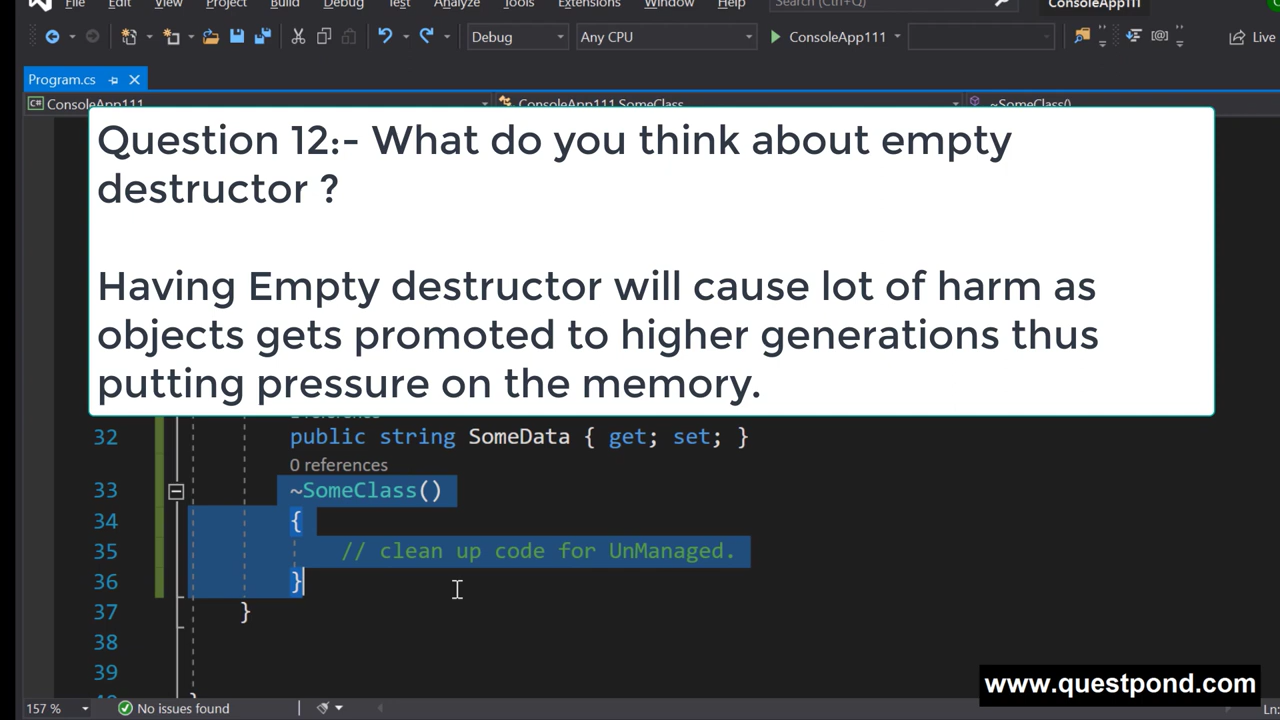 File Edit View Project Build Debug Test Analyze Tools Extensions Window Help Search (Ctrl+Q) ConsoleApp111
Debug Any CPU ConsoleApp111 Live
Program.cs
C# ConsoleApp111 ConsoleApp111.SomeClass ~SomeClass()
Question 12:- What do you think about empty
destructor ?
Having Empty destructor will cause lot of harm as
objects gets promoted to higher generations thus
putting pressure on the memory.
32 public string SomeData { get; set; }
0 references
33 ~SomeClass()
34 {
35 // clean up code for UnManaged.
36 }
37 }
38
39
www.questpond.com
157 % No issues found Ln: